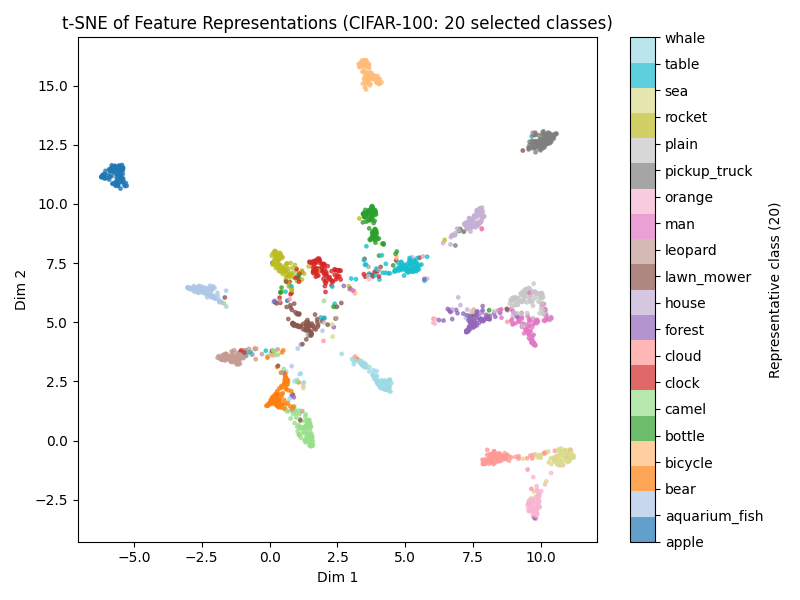 t-SNE of Feature Representations (CIFAR-100: 20 selected classes)
Dim 2
15.0
12.5
10.0
7.5
5.0
2.5
0.0
−2.5
−5.0
−2.5
0.0
2.5
5.0
7.5
10.0
Dim 1
whale
table
sea
rocket
plain
pickup_truck
orange
man
leopard
lawn_mower
house
forest
cloud
clock
camel
bottle
bicycle
bear
aquarium_fish
apple
Representative class (20)